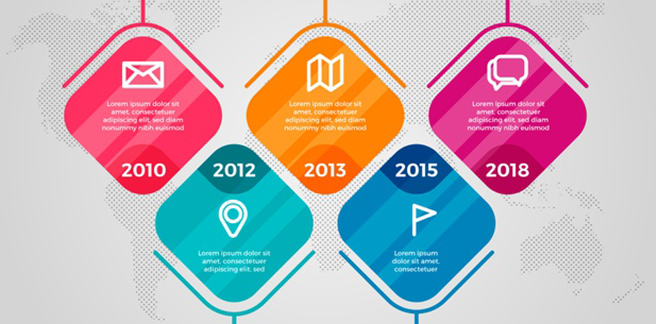 Lorem ipsum dolor sit
amet, consectetuer
adipiscing elit, sed diam
nonummy nibh euismod
2010
2012
Lorem ipsum dolor sit
amet, consectetuer
adipiscing elit, sed
Lorem ipsum dolor sit
amet, consectetuer
adipiscing elit, sed diam
nonummy nibh euismod
2013
2015
Lorem ipsum dolor
sit amet,
consectetuer
Lorem ipsum dolor sit
amet, consectetuer
adipiscing elit, sed diam
nonummy nibh euismod
2018